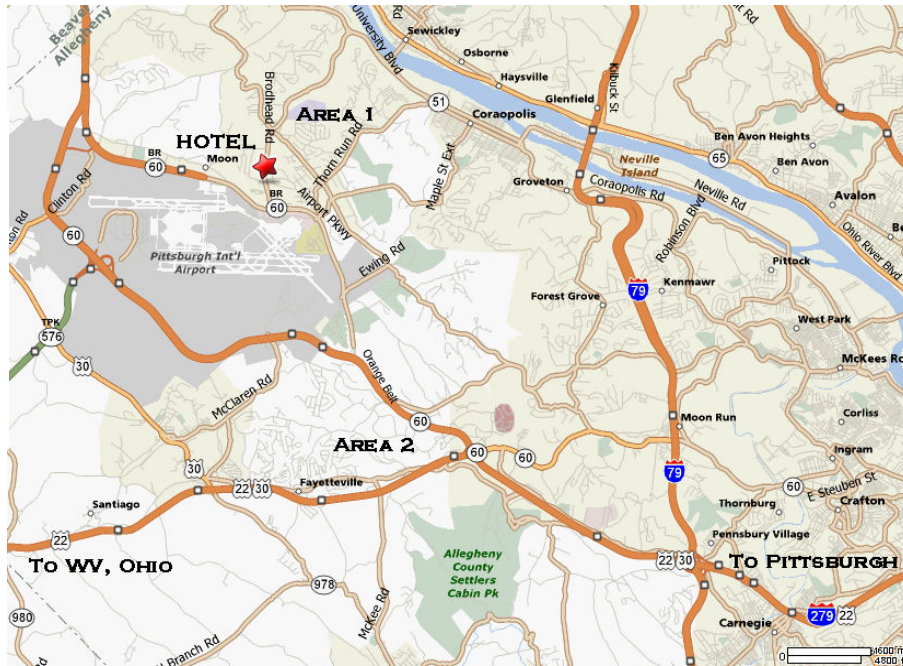 Beaver
Allegheny
Brodhead Rd
AREA 1
HOTEL
Moon
BR
60
BR
60
Thorn Run Rd
Airport Pkwy
University Blvd
51
Sewickley
Osborne
Haysville
Glenfield
Kilbuck St
Coraopolis
Maple St Ext
Groveton
Neville
Island
Coraopolis Rd
Neville Rd
65
Ben Avon Heights
Ben Avon
Avalon
Ohio River Blvd
Robinson Blvd
Pittock
Clinton Rd
60
Pittsburgh Int'l
Airport
Ewing Rd
TPK
576
30
McClaren Rd
Orange Belt
60
Forest Grove
79
Kenmawr
West Park
McKees Ro
Corliss
Moon Run
Ingram
E Steuben St
60
Crafton
Thornburg
79
AREA 2
60
60
30
22
30
Fayetteville
Santiago
22
TO WV, OHIO
Allegheny
County
Settlers
Cabin Pk
McKee Rd
978
980
Branch Rd
22
30
Pennsbury Village
TO PITTSBURGH
279
22
Carnegie
0
1600 m
4800 ft